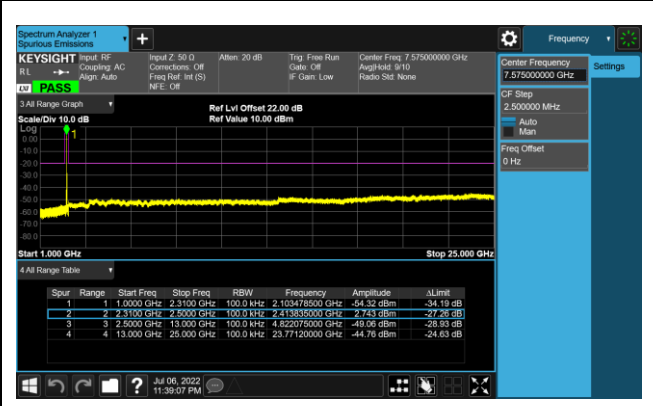 Spectrum Analyzer 1
Spurious Emissions
Frequency
KEYSIGHT
Input: RF
Coupling: AC
Align: Auto
Input Z: 50 Ω
Corrections: Off
Freq Ref: Int (S)
NFE: Off
Atten: 20 dB
Trig: Free Run
Gate: Off
IF Gain: Low
Center Freq: 7.575000000 GHz
Avg|Hold: 9/10
Radio Std: None
R L
LXI
PASS
Center Frequency
7.575000000 GHz
Settings
CF Step
2.500000 MHz
Auto
Man
Freq Offset
0 Hz
3 All Range Graph
Scale/Div 10.0 dB
Ref Lvl Offset 22.00 dB
Ref Value 10.00 dBm
Log
1
0.00
-10.0
-20.0
-30.0
-40.0
-50.0
-60.0
-70.0
-80.0
Start 1.000 GHz
Stop 25.000 GHz
4 All Range Table
Spur Range Start Freq Stop Freq RBW Frequency Amplitude ΔLimit
1 1 1.0000 GHz 2.3100 GHz 100.0 kHz 2.103478500 GHz -54.32 dBm -34.19 dB
2 2 2.3100 GHz 2.5000 GHz 100.0 kHz 2.413835000 GHz 2.743 dBm -27.26 dB
3 3 2.5000 GHz 13.000 GHz 100.0 kHz 4.822075000 GHz -49.06 dBm -28.93 dB
4 4 13.000 GHz 25.000 GHz 100.0 kHz 23.77120000 GHz -44.76 dBm -24.63 dB
Jul 06, 2022
11:39:07 PM